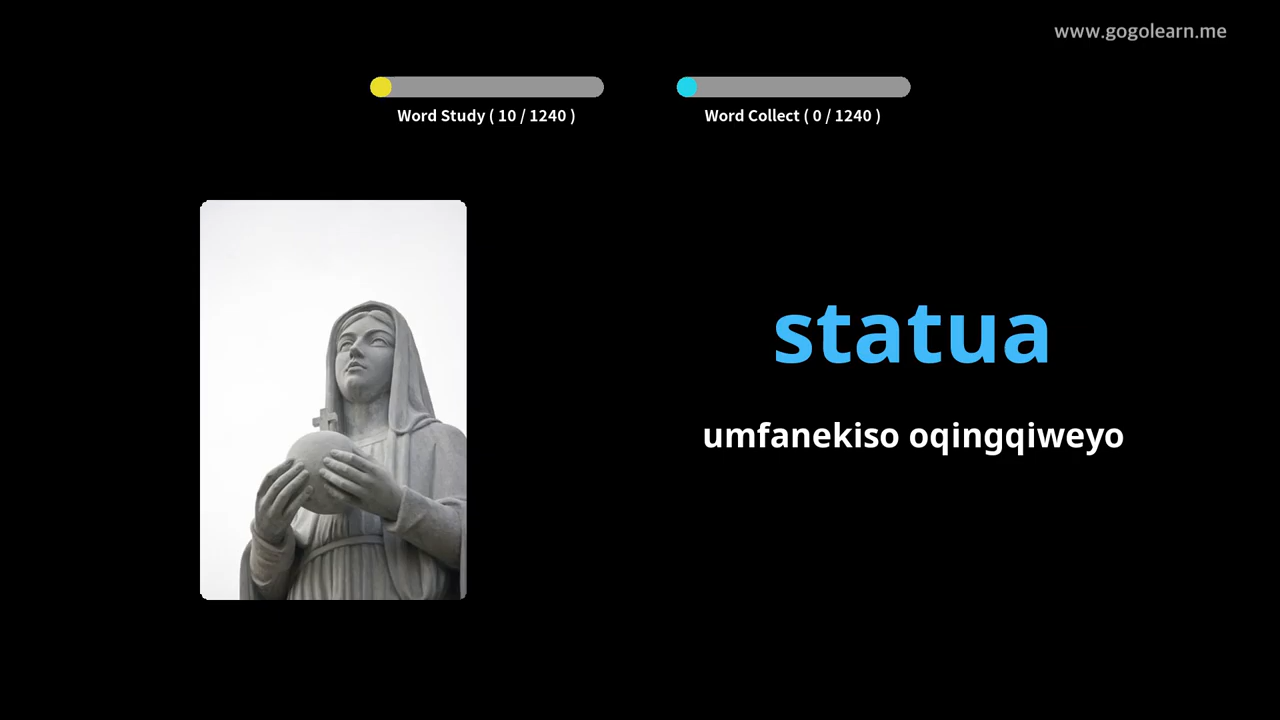 www.gogolearn.me
Word Study ( 10 / 1240 )
Word Collect ( 0 / 1240 )
statua
umfanekiso oqingqiweyo